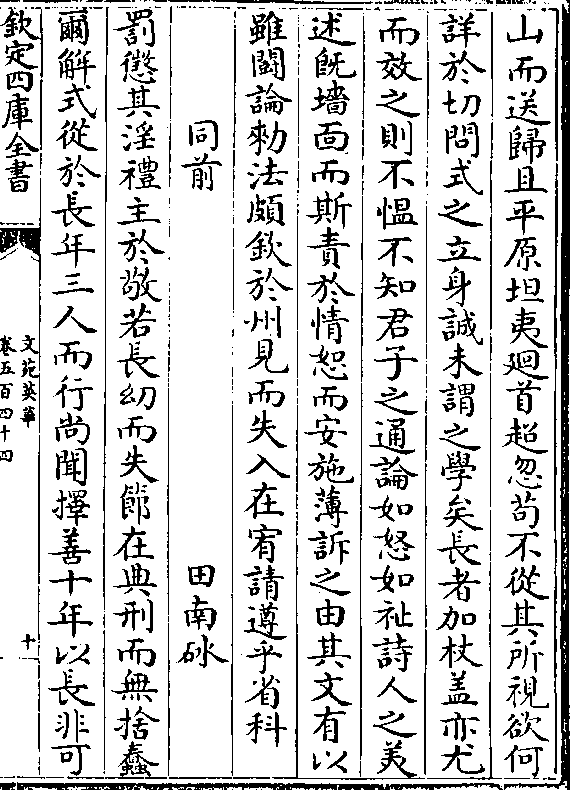 山而送歸且平原坦夷廻首超忽茍不從其所視欲何
詳於切問式之立身誠未謂之學矣長者加杖盖亦尤
而效之則不愠不知君子之通論如怒如祉詩人之美
述旣墻面而斯責於情恕而安施薄訴之由其文有以
雖闘論勑法頗欽於州見而失入在宥請遵乎省科
同前
田南䂳
罰懲其淫禮主於敬若長幼而失節在典刑而無捨蠢
爾解式從於長年三人而行尚聞擇善十年以長非可
欽定四庫全書
文苑英華
卷五百四十四
十